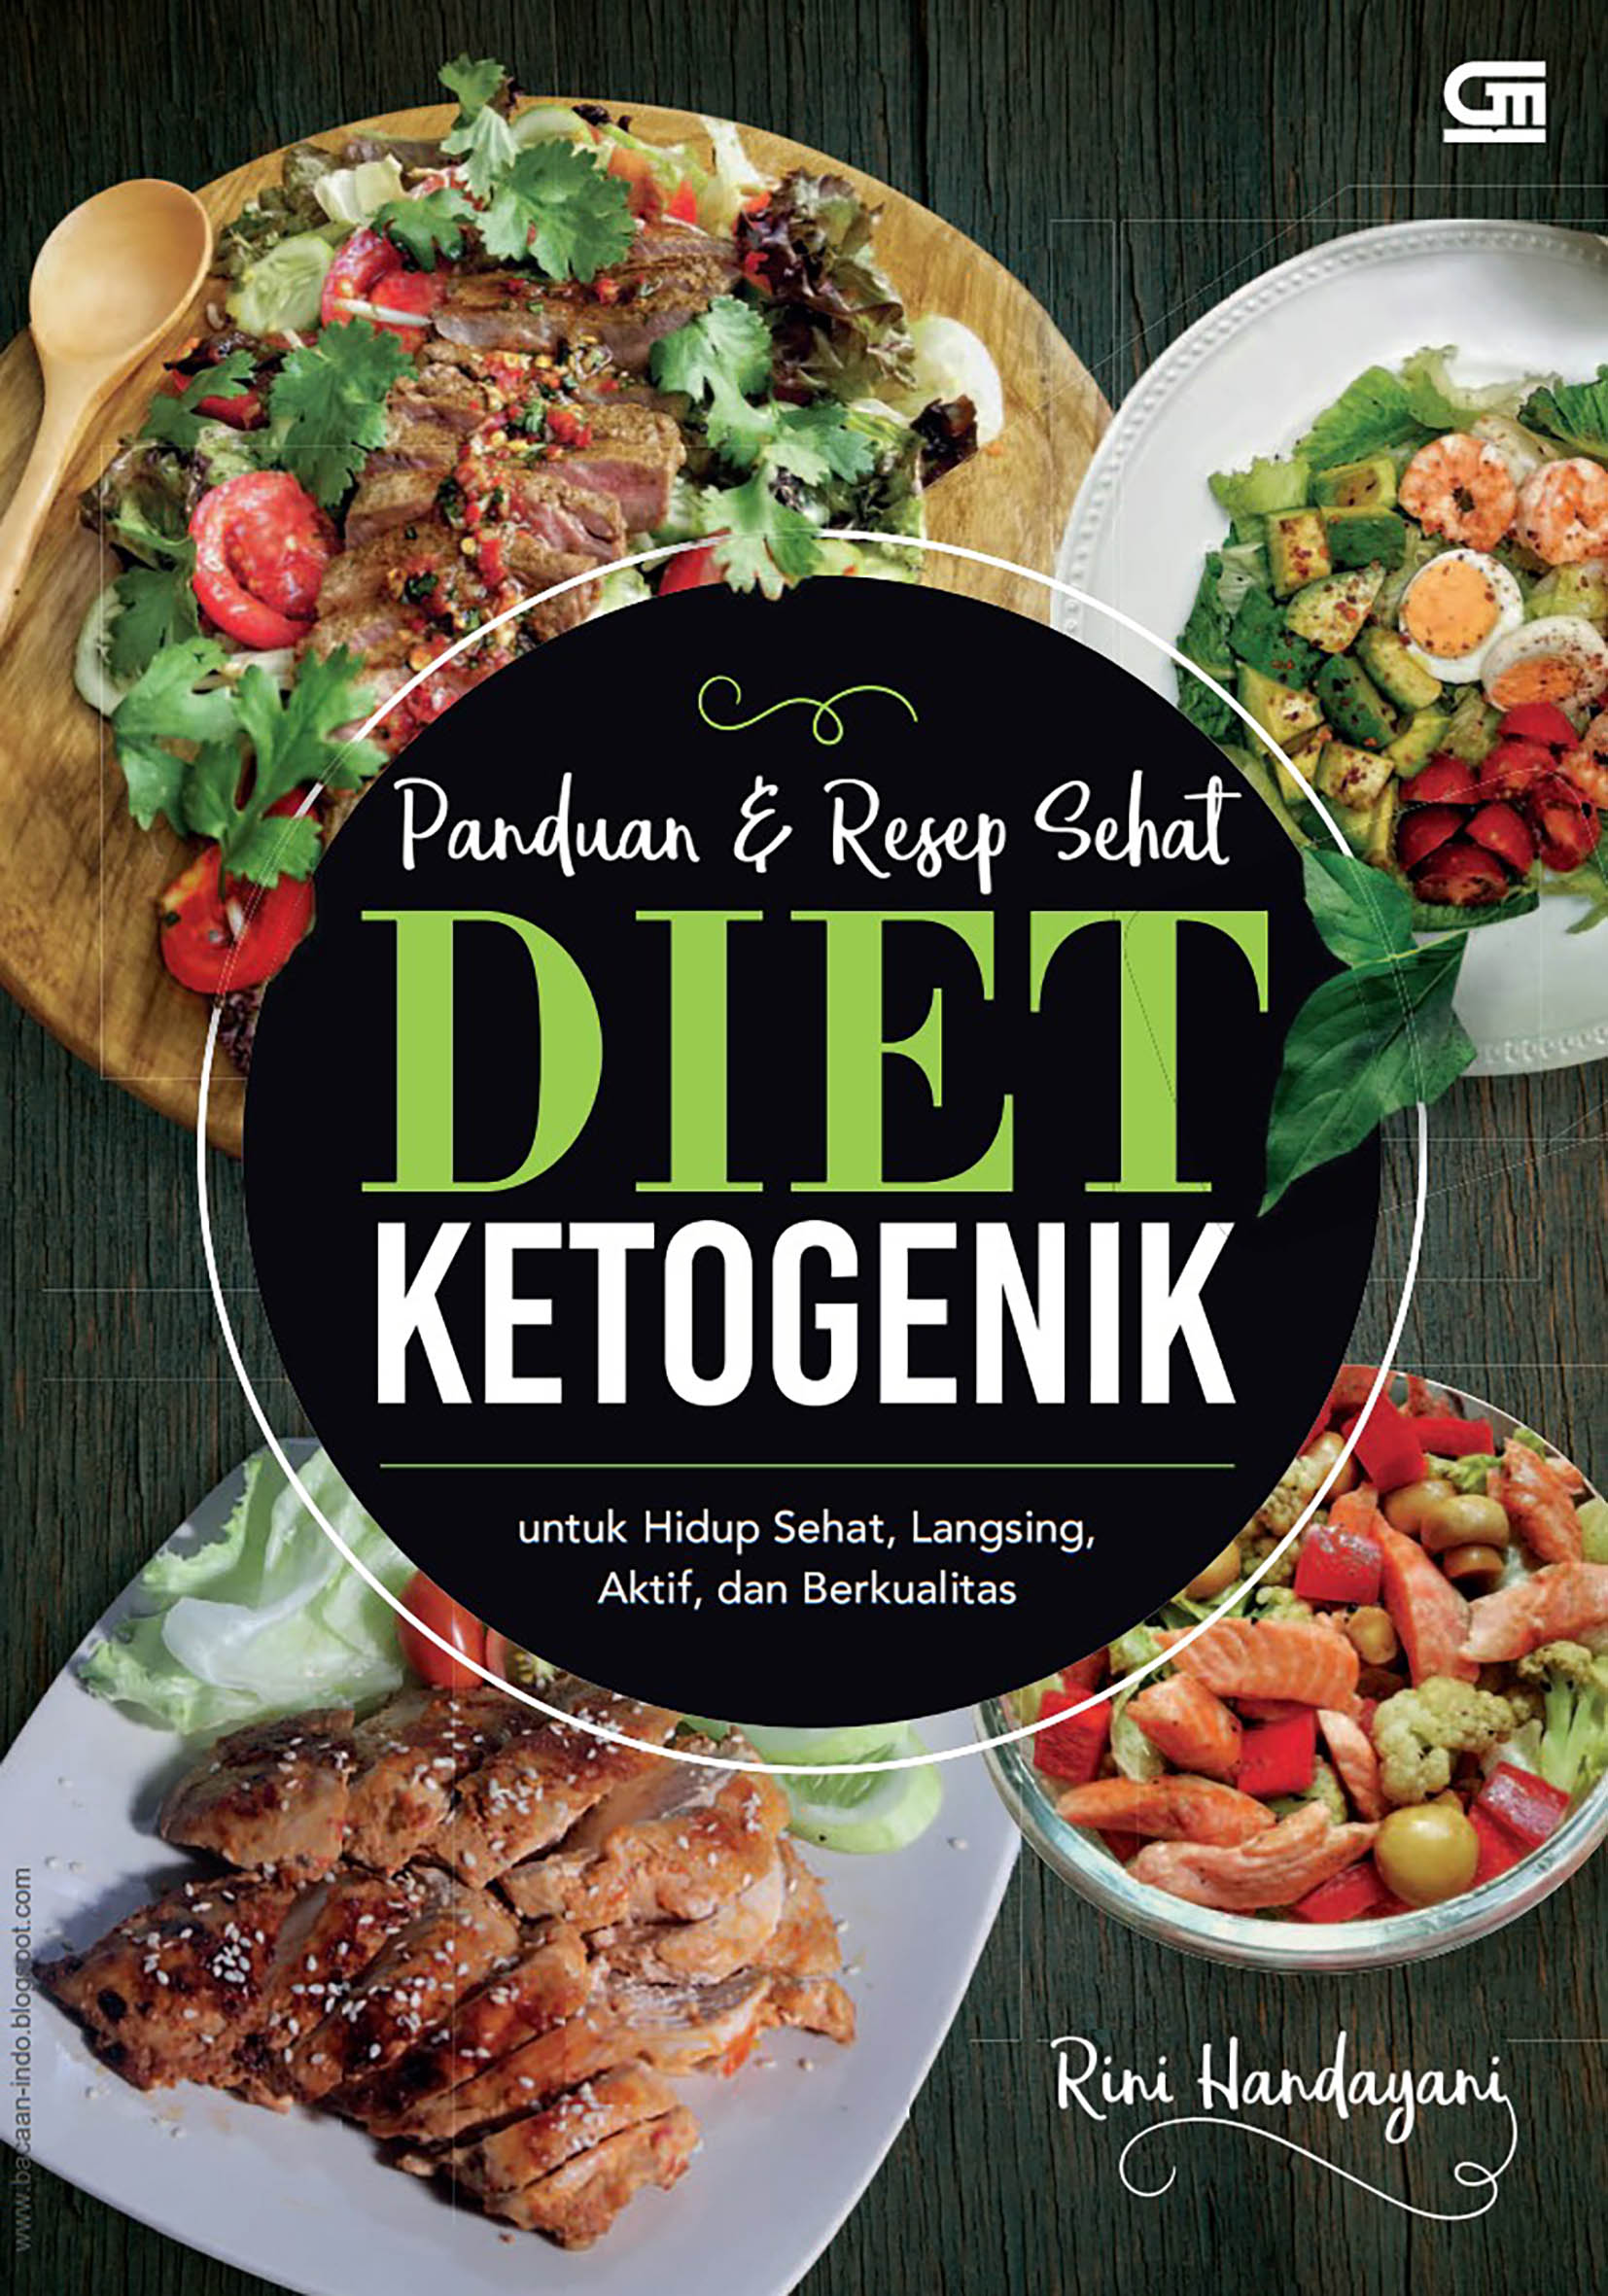 GM
Panduan & Resep Sehat
DIET
KETOGENIK
untuk Hidup Sehat, Langsing,
Aktif, dan Berkualitas
www.bacaan-indo.blogspot.com
Rini Handayani